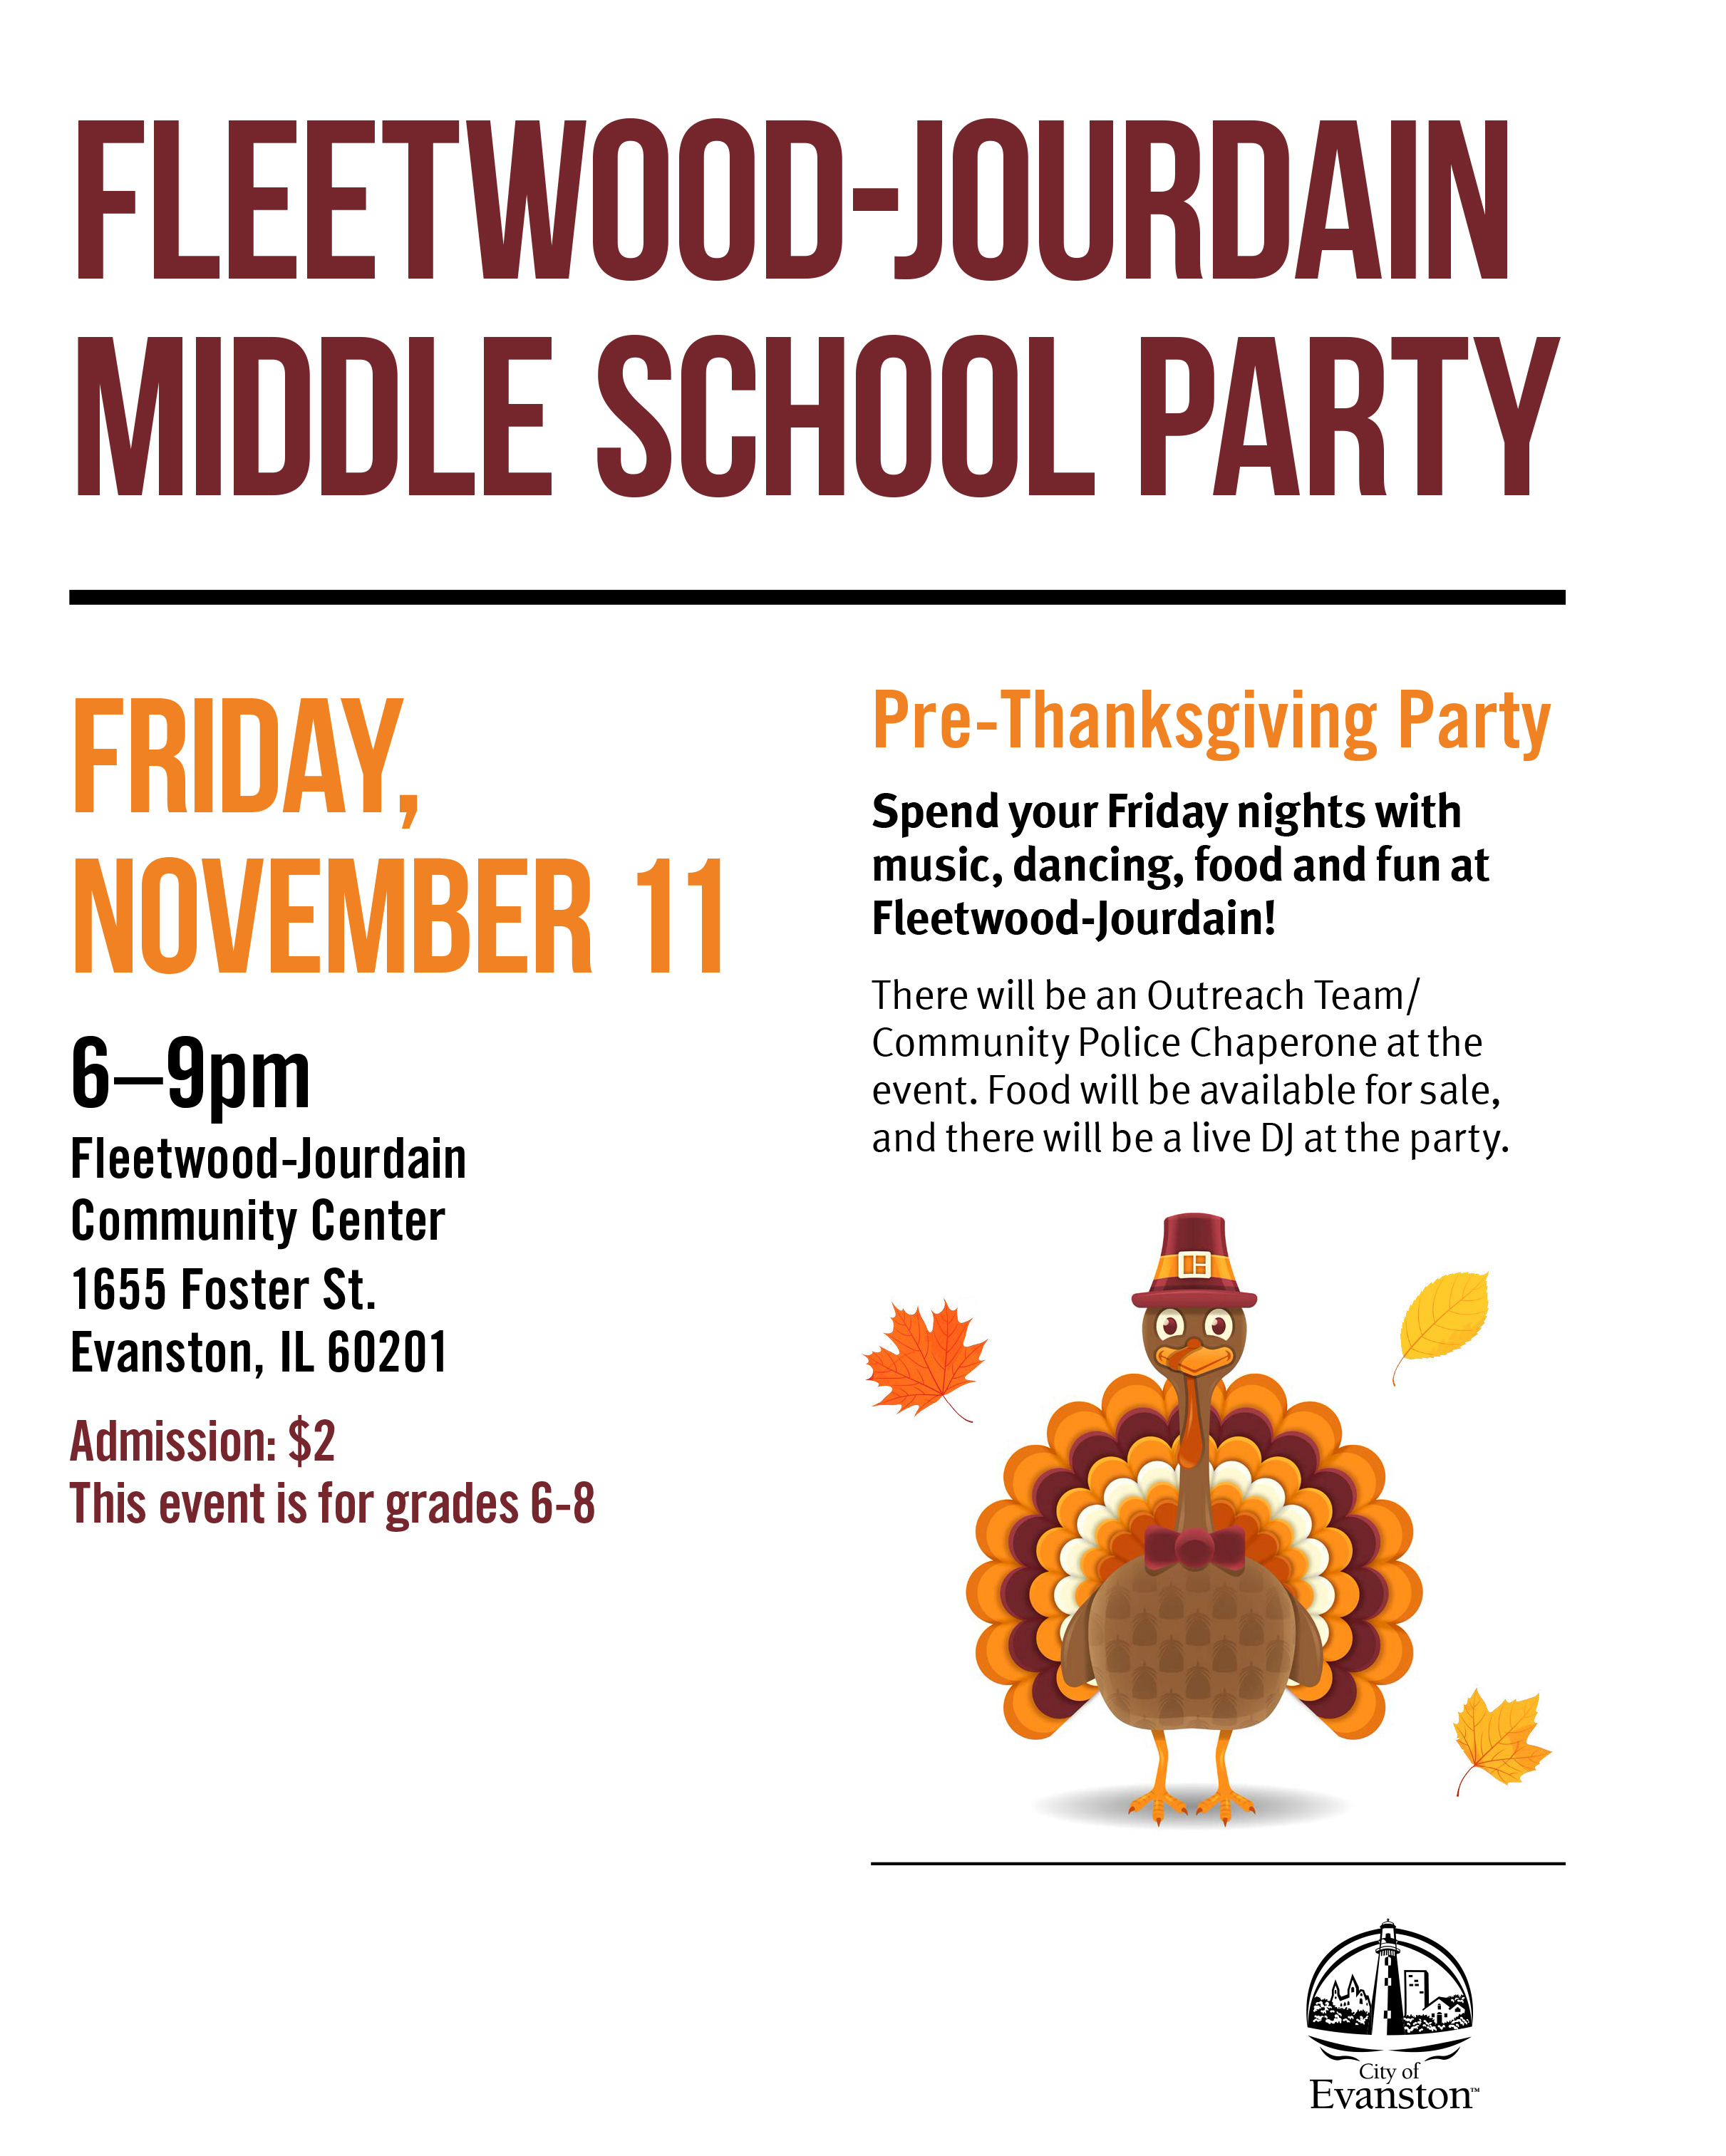 FLEETWOOD-JOURDAIN
MIDDLE SCHOOL PARTY
FRIDAY,
NOVEMBER 11
6–9pm
Fleetwood-Jourdain
Community Center
1655 Foster St.
Evanston, IL 60201
Admission: $2
This event is for grades 6-8
Pre-Thanksgiving Party
Spend your Friday nights with
music, dancing, food and fun at
Fleetwood-Jourdain!
There will be an Outreach Team/
Community Police Chaperone at the
event. Food will be available for sale,
and there will be a live DJ at the party.
City of
Evanston™